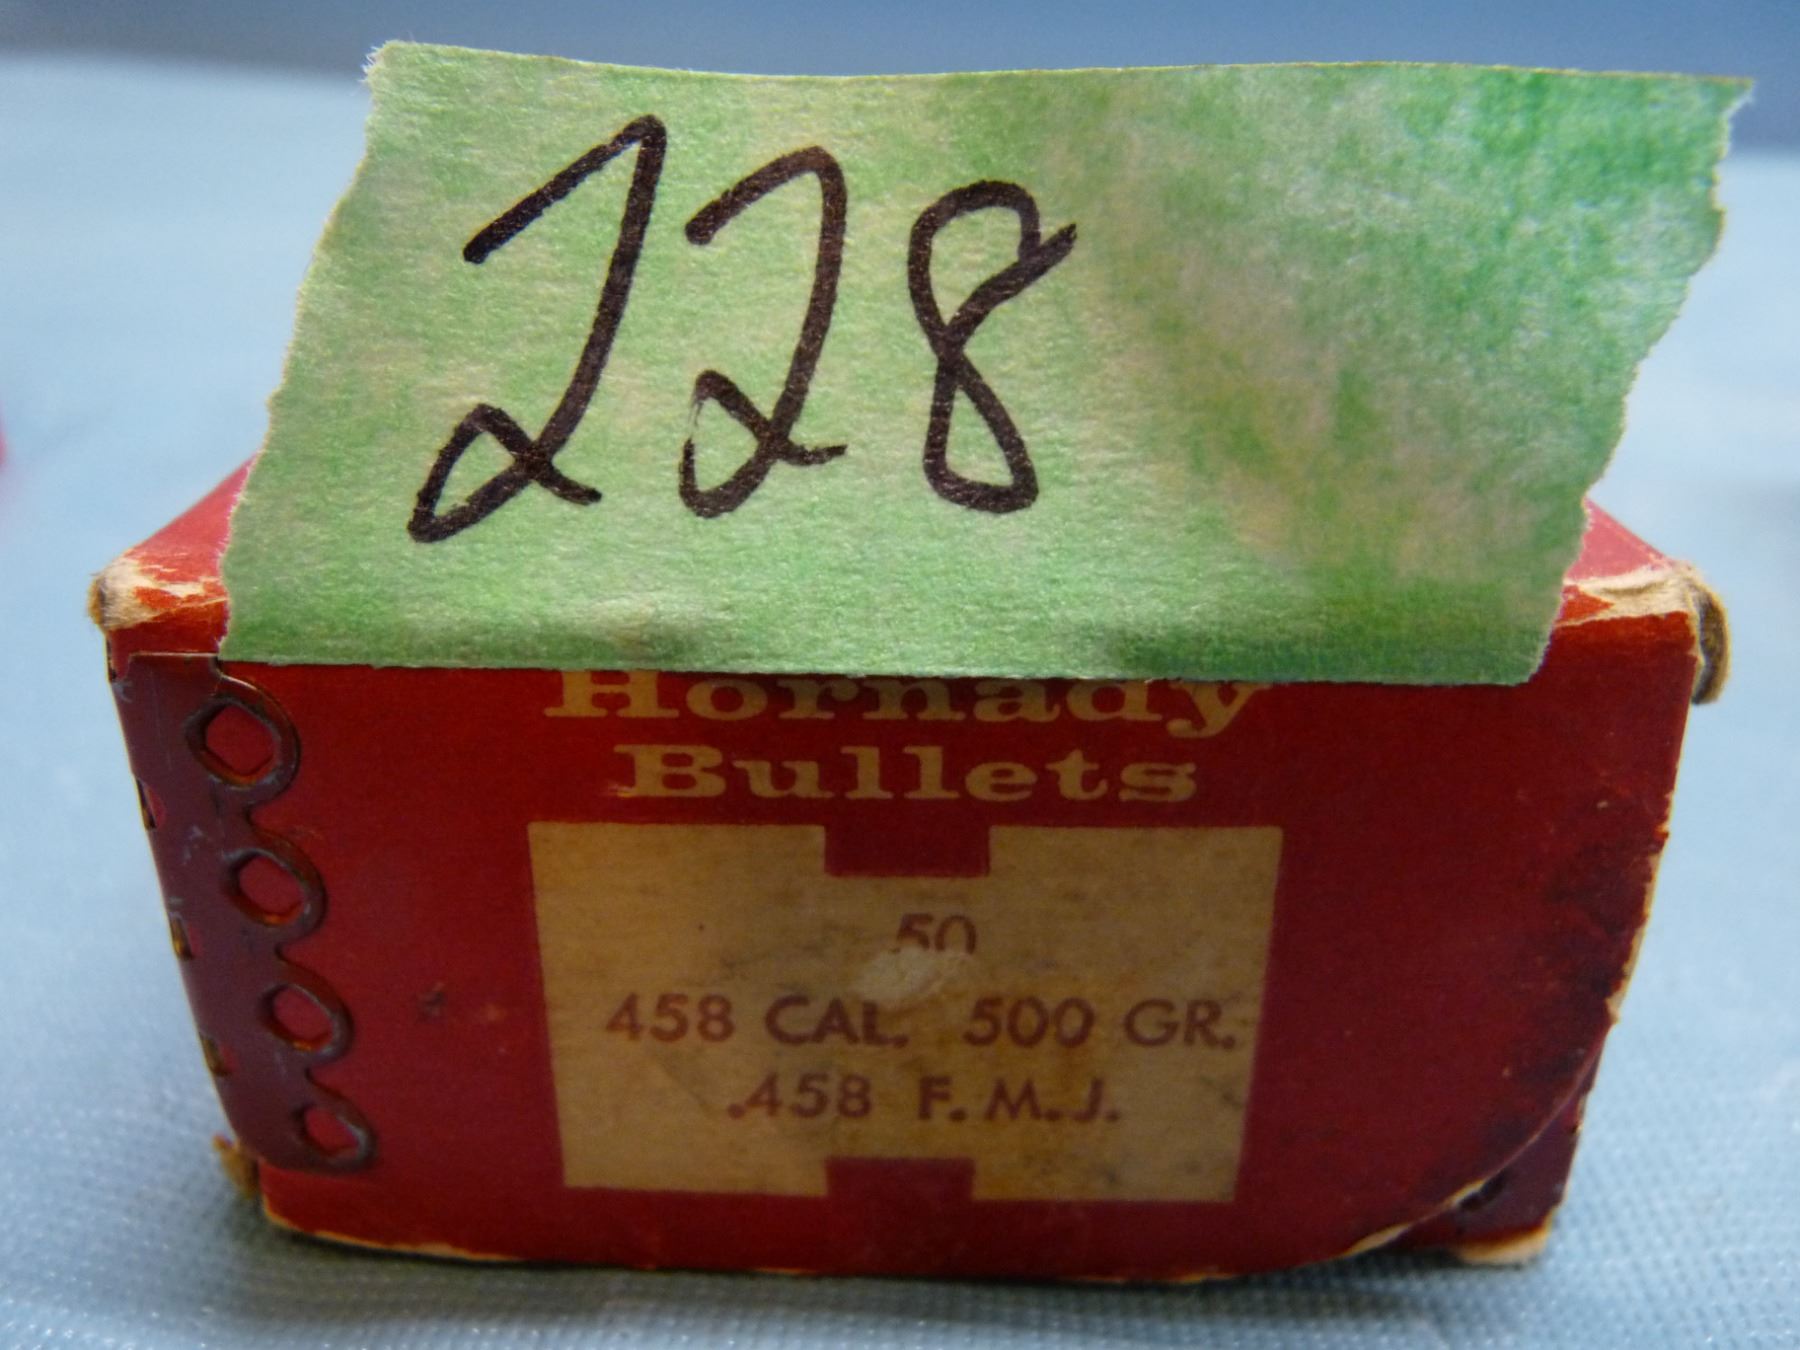 228
Hornady
Bullets
50
458 CAL. 500 GR.
.458 F.M.J.